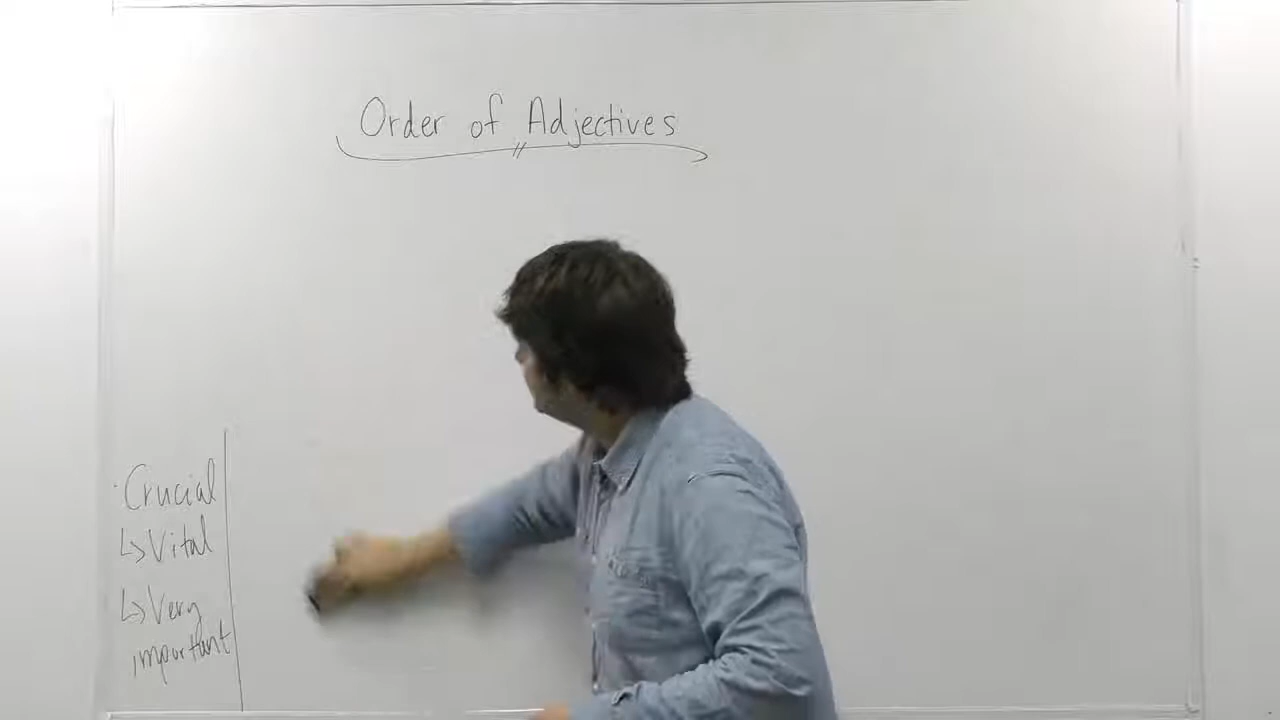 Order of Adjectives
Crucial
↳ Vital
↳ Very
important